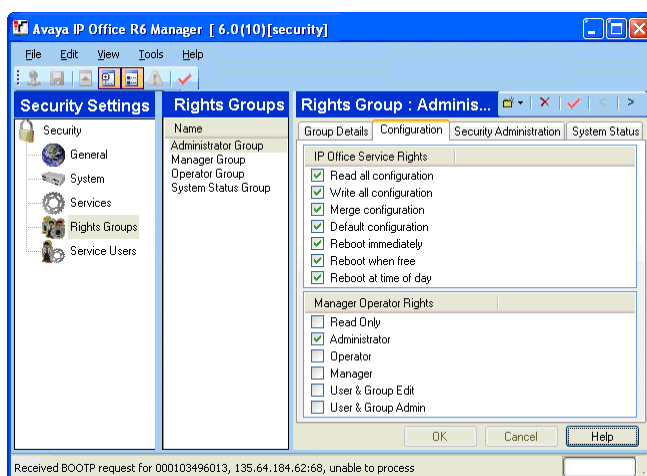 Avaya IP Office R6 Manager [ 6.0(10)[security]
File Edit View Tools Help
Security Settings
Security
General
System
Services
Rights Groups
Service Users
Rights Groups
Name
Administrator Group
Manager Group
Operator Group
System Status Group
Rights Group : Adminis...
Group Details Configuration Security Administration System Status
IP Office Service Rights
Read all configuration
Write all configuration
Merge configuration
Default configuration
Reboot immediately
Reboot when free
Reboot at time of day
Manager Operator Rights
Read Only
Administrator
Operator
Manager
User & Group Edit
User & Group Admin
OK Cancel Help
Received BOOTP request for 000103496013, 135.64.184.62:68, unable to process